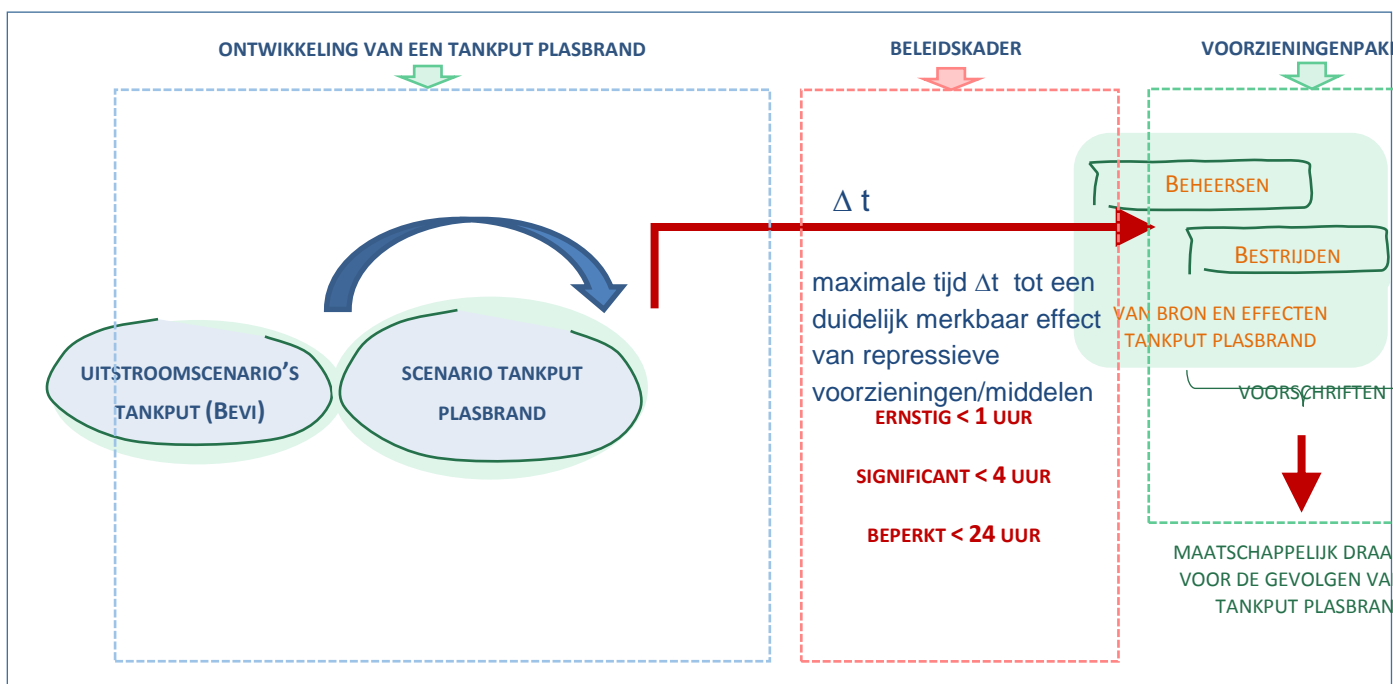 ONTWIKKELING VAN EEN TANKPUT PLASBRAND
UITSTROOMSCENARIO'S
TANKPUT (BEVI)
SCENARIO TANKPUT
PLASBRAND
BELEIDSKADER
Δ t
maximale tijd Δt tot een
duidelijk merkbaar effect
van repressieve
voorzieningen/middelen
ERNSTIG < 1 UUR
SIGNIFICANT < 4 UUR
BEPERKT < 24 UUR
VOORZIENINGENPAK
BEHEERSEN
BESTRIJDEN
VAN BRON EN EFFECTEN
TANKPUT PLASBRAND
VOORSCHRIFTEN
MAATSCHAPPELIJK DRAA
VOOR DE GEVOLGEN VA
TANKPUT PLASBRAN